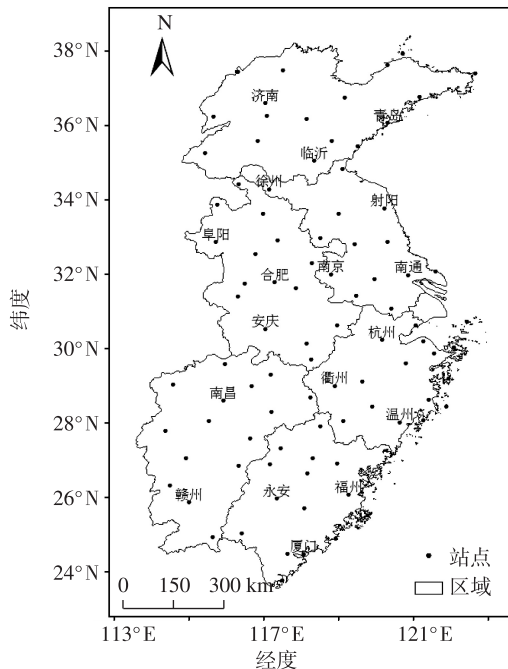 N
38°N
36°N
34°N
32°N
30°N
28°N
26°N
24°N
纬度
济南
青岛
临沂
徐州
射阳
阜阳
南京
南通
合肥
安庆
杭州
衢州
南昌
温州
永安
福州
赣州
厦门
站点
区域
0 150 300 km
113°E 117°E 121°E
经度